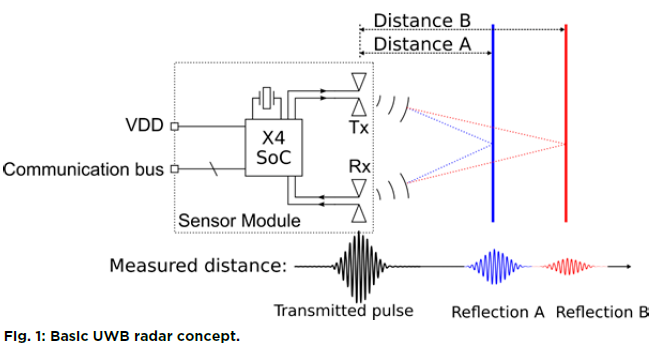 Distance B
Distance A
VDD
X4
SoC
Tx
Communication bus
Rx
Sensor Module
Measured distance:
Transmitted pulse
Reflection A
Reflection B
Fig. 1: Basic UWB radar concept.